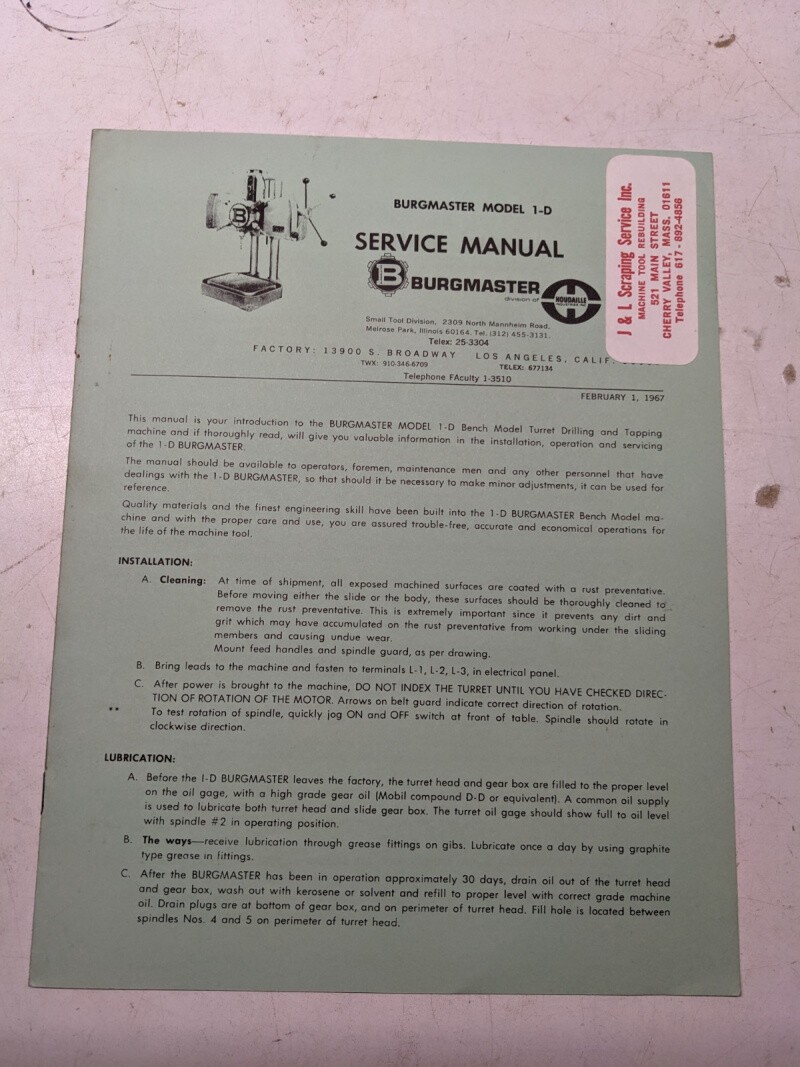 BURGMASTER MODEL 1-D
SERVICE MANUAL
B BURGMASTER
division of HOUDAILLE
Small Tool Division, 2309 North Mannheim Road,
Melrose Park, Illinois 60164. Tel. (312) 455-3131.
Telex: 25-3304
FACTORY: 13900 S. BROADWAY LOS ANGELES, CALIF.
TWX: 910-346-6709 TELEX: 677134
Telephone FAculty 1-3510
J & L Scraping Service Inc.
MACHINE TOOL REBUILDING
521 MAIN STREET
CHERRY VALLEY, MASS. 01611
Telephone 617-892-4856
FEBRUARY 1, 1967
This manual is your introduction to the BURGMASTER MODEL 1-D Bench Model Turret Drilling and Tapping
machine and if thoroughly read, will give you valuable information in the installation, operation and servicing
of the 1-D BURGMASTER.
The manual should be available to operators, foremen, maintenance men and any other personnel that have
dealings with the 1-D BURGMASTER, so that should it be necessary to make minor adjustments, it can be used for
reference.
Quality materials and the finest engineering skill have been built into the 1-D BURGMASTER Bench Model ma-
chine and with the proper care and use, you are assured trouble-free, accurate and economical operations for
the life of the machine tool.
INSTALLATION:
A. Cleaning: At time of shipment, all exposed machined surfaces are coated with a rust preventative.
Before moving either the slide or the body, these surfaces should be thoroughly cleaned to
remove the rust preventative. This is extremely important since it prevents any dirt and
grit which may have accumulated on the rust preventative from working under the sliding
members and causing undue wear.
Mount feed handles and spindle guard, as per drawing.
B. Bring leads to the machine and fasten to terminals L-1, L-2, L-3, in electrical panel.
C. After power is brought to the machine, DO NOT INDEX THE TURRET UNTIL YOU HAVE CHECKED DIREC-
TION OF ROTATION OF THE MOTOR. Arrows on belt guard indicate correct direction of rotation.
** To test rotation of spindle, quickly jog ON and OFF switch at front of table. Spindle should rotate in
clockwise direction.
LUBRICATION:
A. Before the I-D BURGMASTER leaves the factory, the turret head and gear box are filled to the proper level
on the oil gage, with a high grade gear oil (Mobil compound D-D or equivalent). A common oil supply
is used to lubricate both turret head and slide gear box. The turret oil gage should show full to oil level
with spindle #2 in operating position.
B. The ways—receive lubrication through grease fittings on gibs. Lubricate once a day by using graphite
type grease in fittings.
C. After the BURGMASTER has been in operation approximately 30 days, drain oil out of the turret head
and gear box, wash out with kerosene or solvent and refill to proper level with correct grade machine
oil. Drain plugs are at bottom of gear box, and on perimeter of turret head. Fill hole is located between
spindles Nos. 4 and 5 on perimeter of turret head.